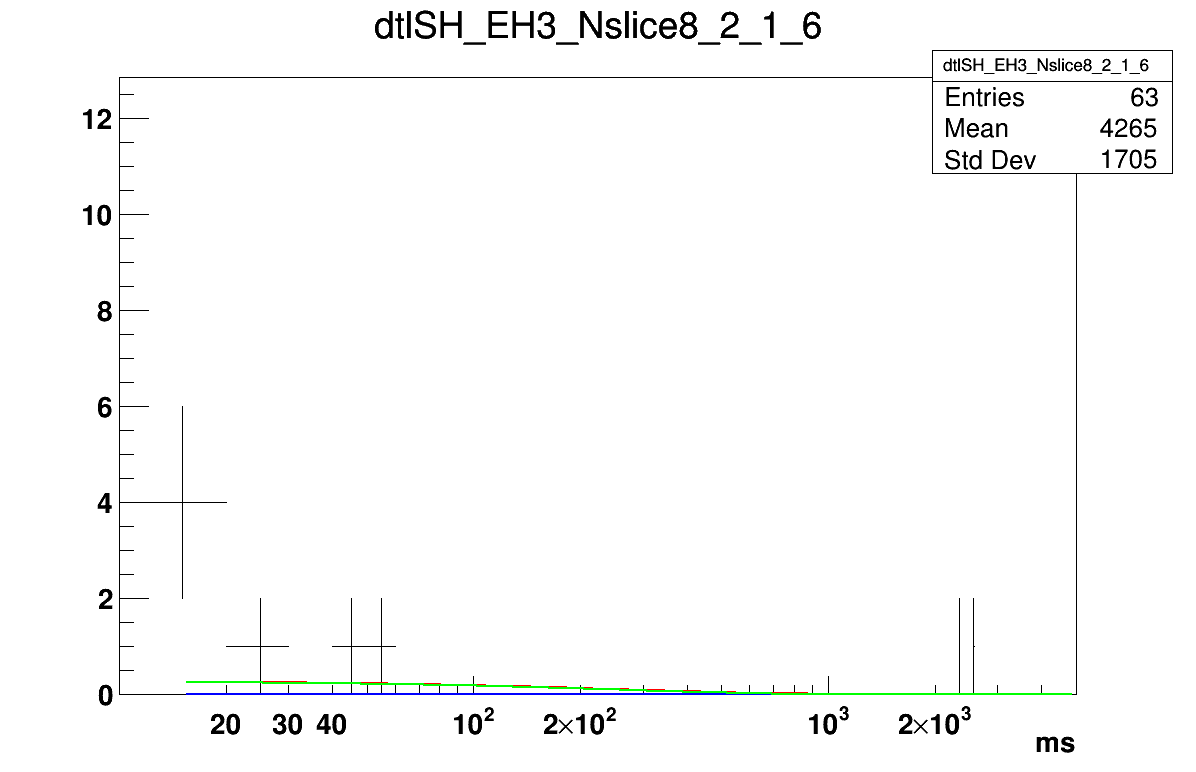 dtlSH_EH3_Nslice8_2_1_6
dtlSH_EH3_Nslice8_2_1_6
Entries 63
Mean 4265
Std Dev 1705
12
10
8
6
4
2
0
20 30 40 10² 2×10² 10³ 2×10³
ms